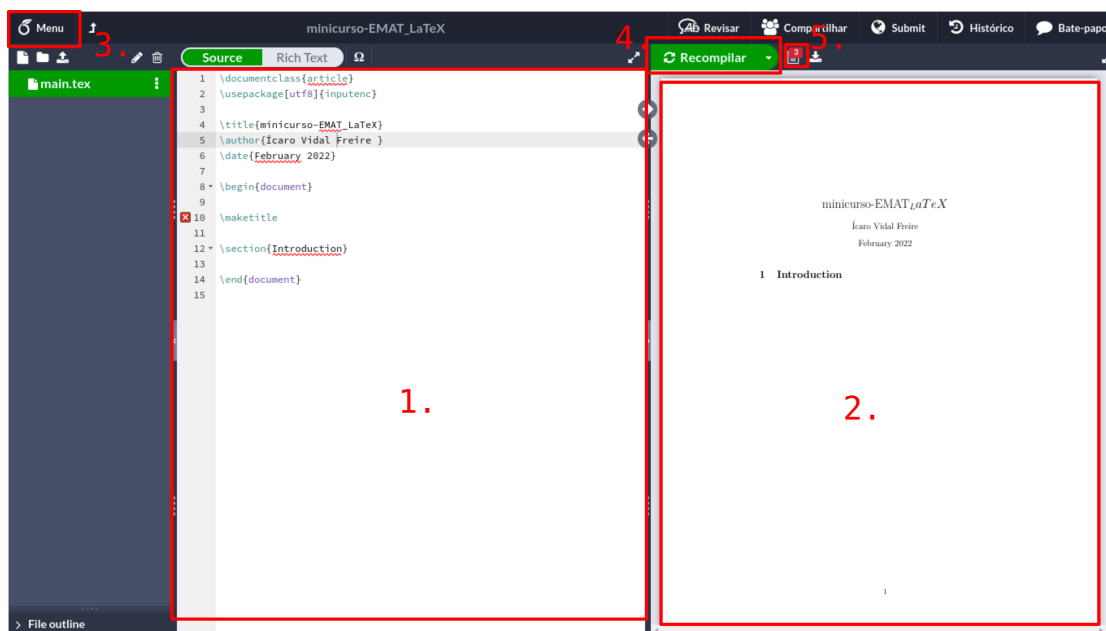 Menu
minicurso-EMAT_LaTeX
Revisar
Compartilhar
Submit
Histórico
Bate-papo
3.
4.
5.
Source
Rich Text
Ω
Recompilar
3
main.tex
1 \documentclass{article}
2 \usepackage[utf8]{inputenc}
3
4 \title{minicurso-EMAT_LaTeX}
5 \author{Ícaro Vidal Freire }
6 \date{February 2022}
7
8 \begin{document}
9
10 \maketitle
11
12 \section{Introduction}
13
14 \end{document}
15
1.
minicurso-EMAT_LaTeX
Ícaro Vidal Freire
February 2022
1 Introduction
2.
1
File outline